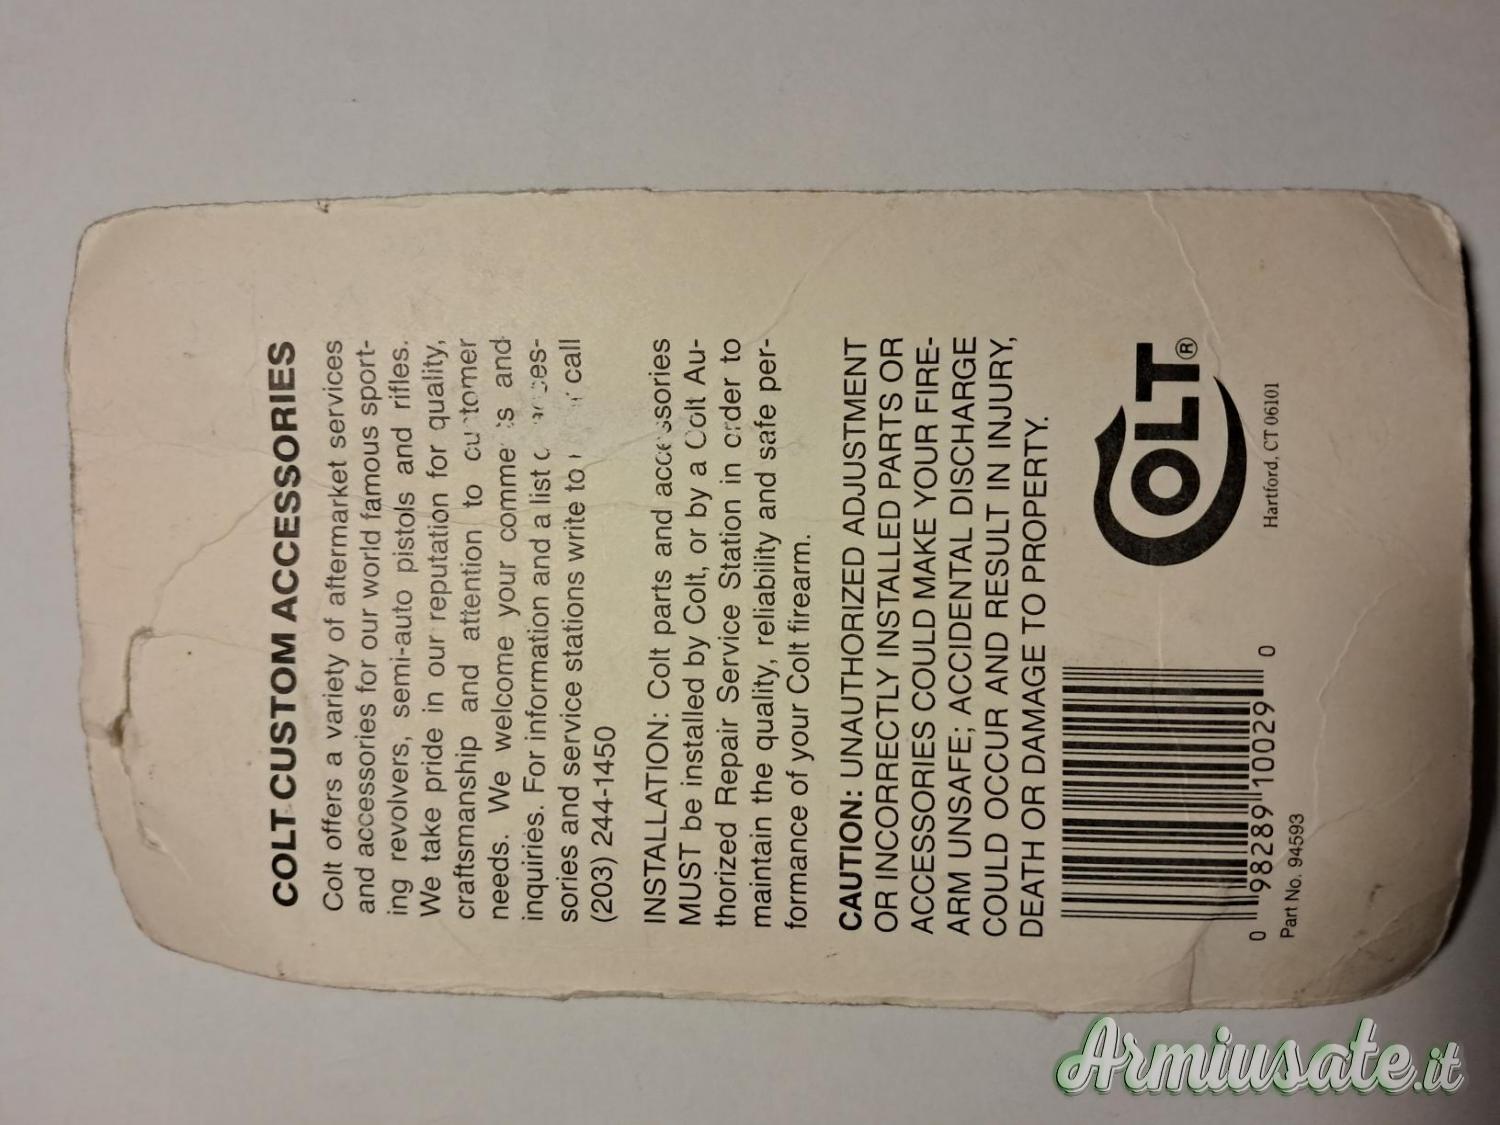 COLT CUSTOM ACCESSORIES
Colt offers a variety of aftermarket services
and accessories for our world famous sport-
ing revolvers, semi-auto pistols and rifles.
We take pride in our reputation for quality,
craftsmanship and attention to customer
needs. We welcome your comments and
inquiries. For information and a list acces-
sories and service stations write to call
(203) 244-1450
INSTALLATION: Colt parts and accessories
MUST be installed by Colt, or by a Colt Au-
thorized Repair Service Station in order to
maintain the quality, reliability and safe per-
formance of your Colt firearm.
CAUTION: UNAUTHORIZED ADJUSTMENT
OR INCORRECTLY INSTALLED PARTS OR
ACCESSORIES COULD MAKE YOUR FIRE-
ARM UNSAFE; ACCIDENTAL DISCHARGE
COULD OCCUR AND RESULT IN INJURY,
DEATH OR DAMAGE TO PROPERTY.
0 98289 10029 0
Part No. 94593
COLT®
Hartford, CT 06101
Armiusate.it